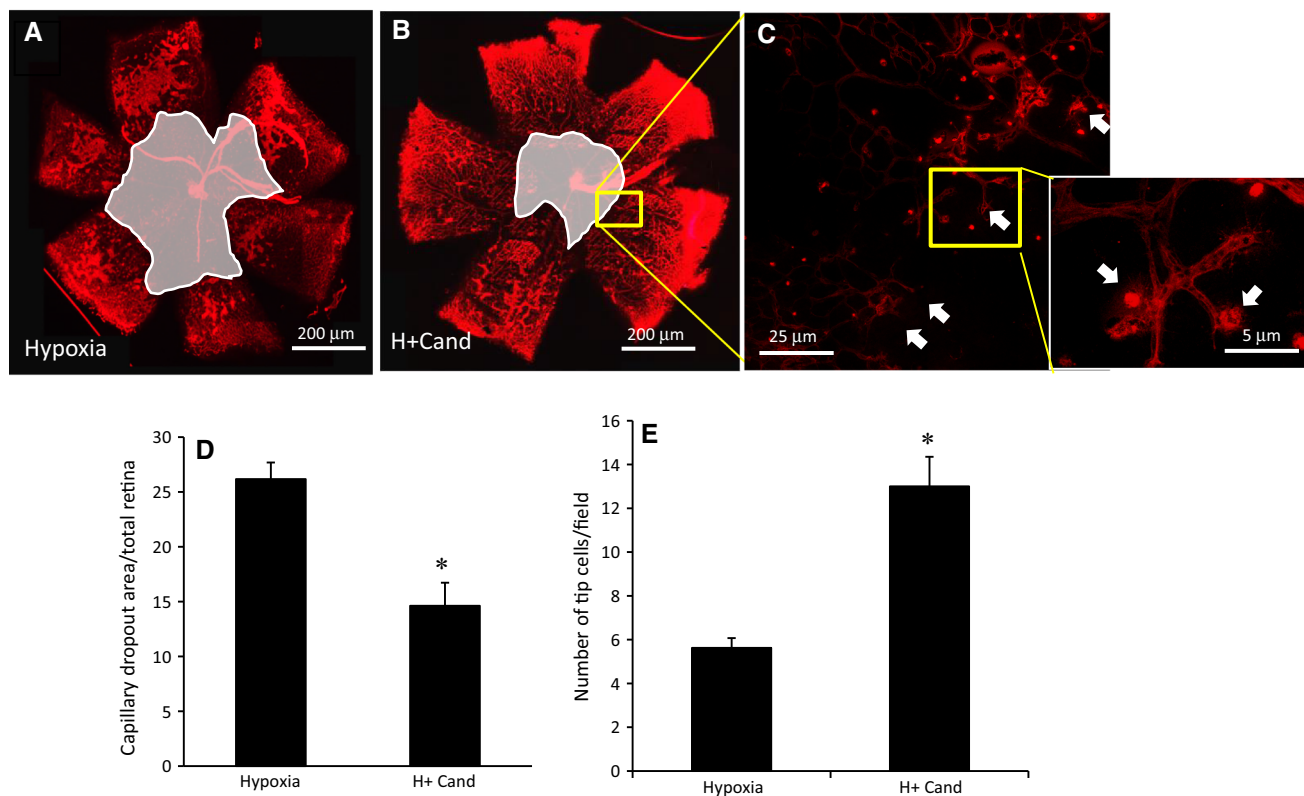 A
B
C
Hypoxia
200 µm
H+Cand
200 µm
25 µm
5 µm
D
Capillary dropout area/total retina
30
25
20
15
10
5
0
*
Hypoxia
H+ Cand
E
Number of tip cells/field
16
14
12
10
8
6
4
2
0
*
Hypoxia
H+ Cand